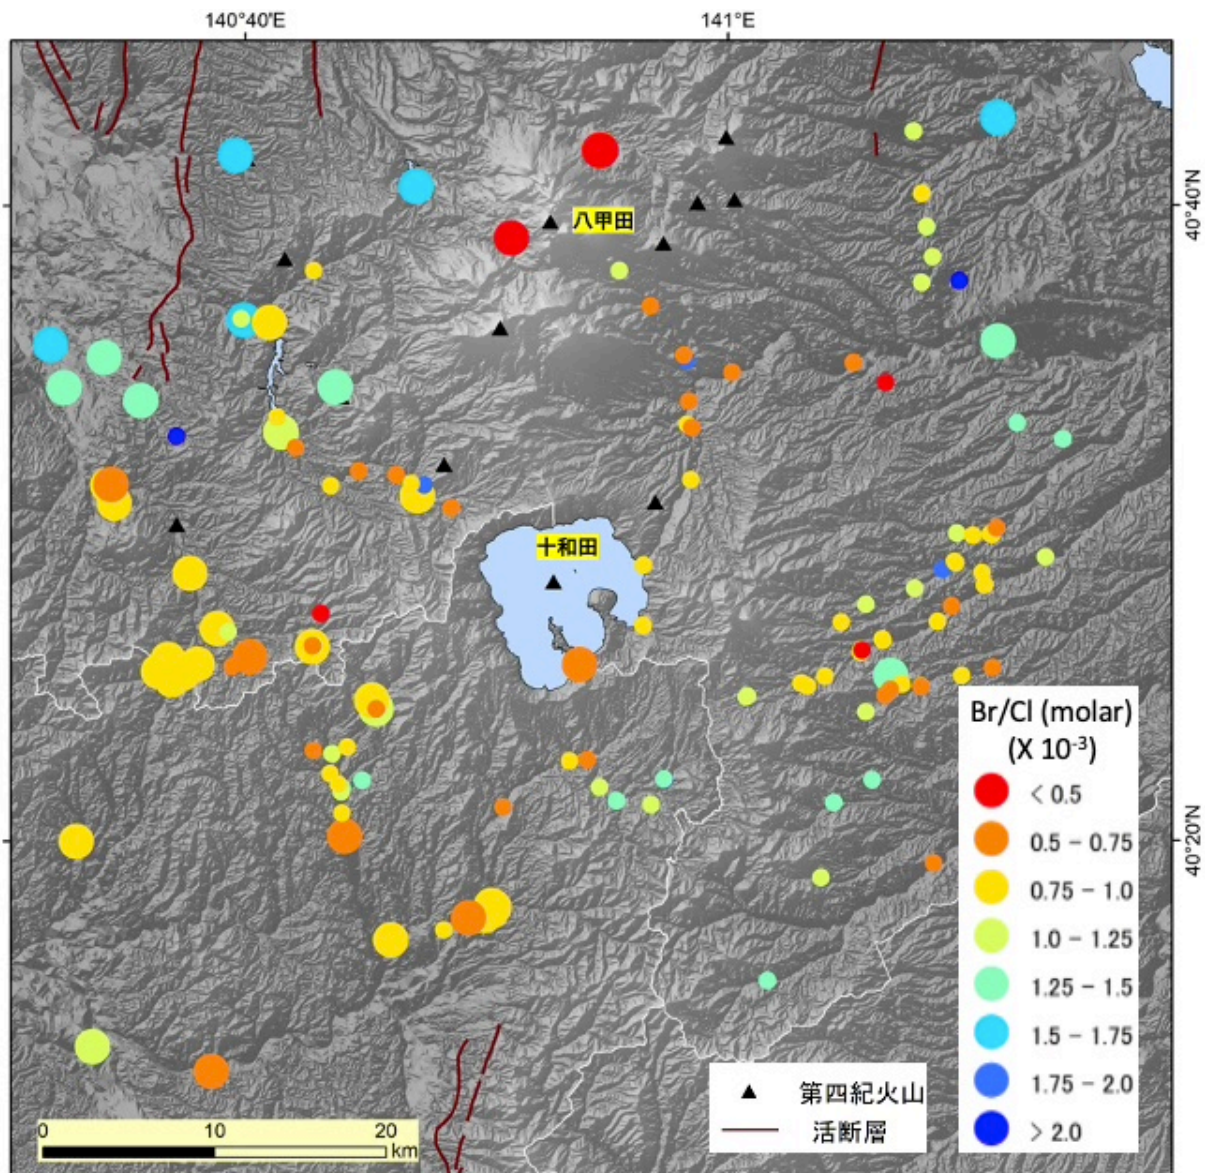 140°40'E
141°E
40°40'N
八甲田
十和田
40°20'N
Br/Cl (molar)
(X 10⁻³)
< 0.5
0.5 – 0.75
0.75 – 1.0
1.0 – 1.25
1.25 – 1.5
1.5 – 1.75
1.75 – 2.0
> 2.0
第四紀火山
活断層
0 10 20
km